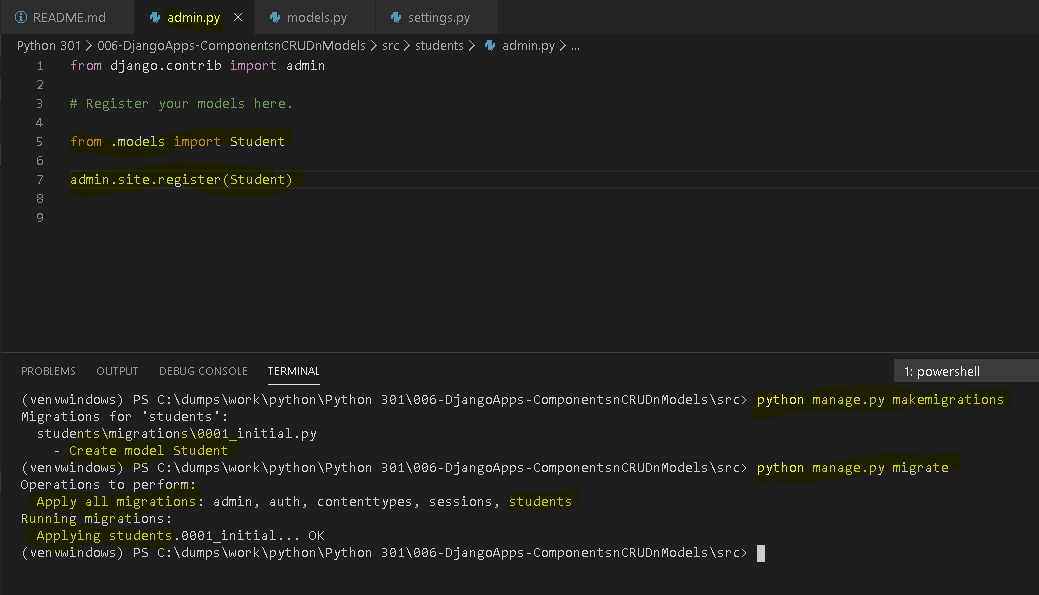 README.md admin.py models.py settings.py
Python 301 > 006-DjangoApps-ComponentsnCRUDnModels > src > students > admin.py > ...
1 from django.contrib import admin
2
3 # Register your models here.
4
5 from .models import Student
6
7 admin.site.register(Student)
8
9
PROBLEMS OUTPUT DEBUG CONSOLE TERMINAL 1: powershell
(venvwindows) PS C:\dumps\work\python\Python 301\006-DjangoApps-ComponentsnCRUDnModels\src> python manage.py makemigrations
Migrations for 'students':
students\migrations\0001_initial.py
- Create model Student
(venvwindows) PS C:\dumps\work\python\Python 301\006-DjangoApps-ComponentsnCRUDnModels\src> python manage.py migrate
Operations to perform:
Apply all migrations: admin, auth, contenttypes, sessions, students
Running migrations:
Applying students.0001_initial... OK
(venvwindows) PS C:\dumps\work\python\Python 301\006-DjangoApps-ComponentsnCRUDnModels\src>